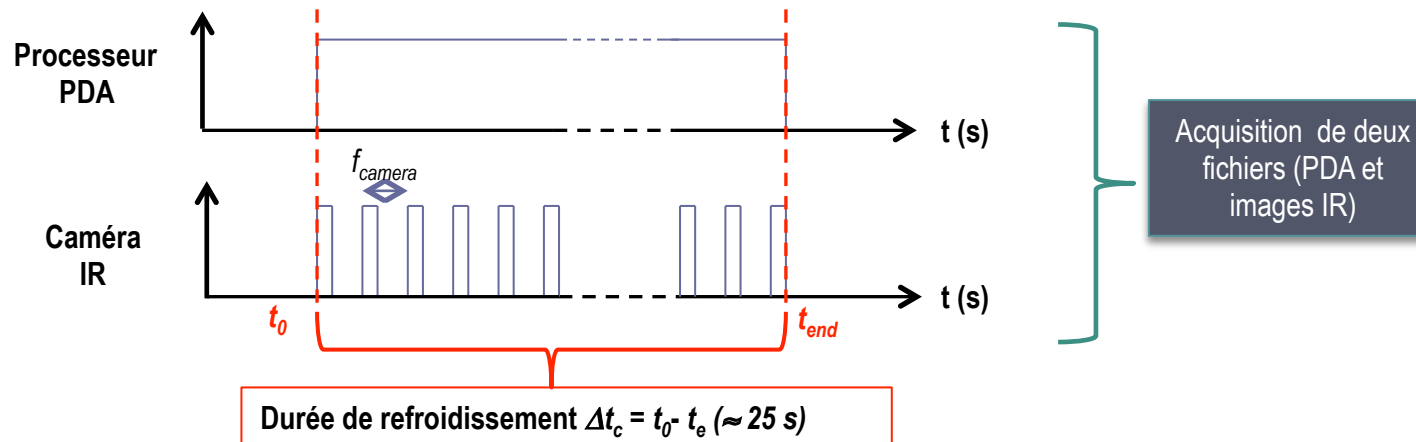 Processeur
PDA
t (s)
f_camera
Caméra
IR
t (s)
t_0
t_end
Durée de refroidissement Δt_c = t_0- t_e (≈ 25 s)
Acquisition de deux
fichiers (PDA et
images IR)